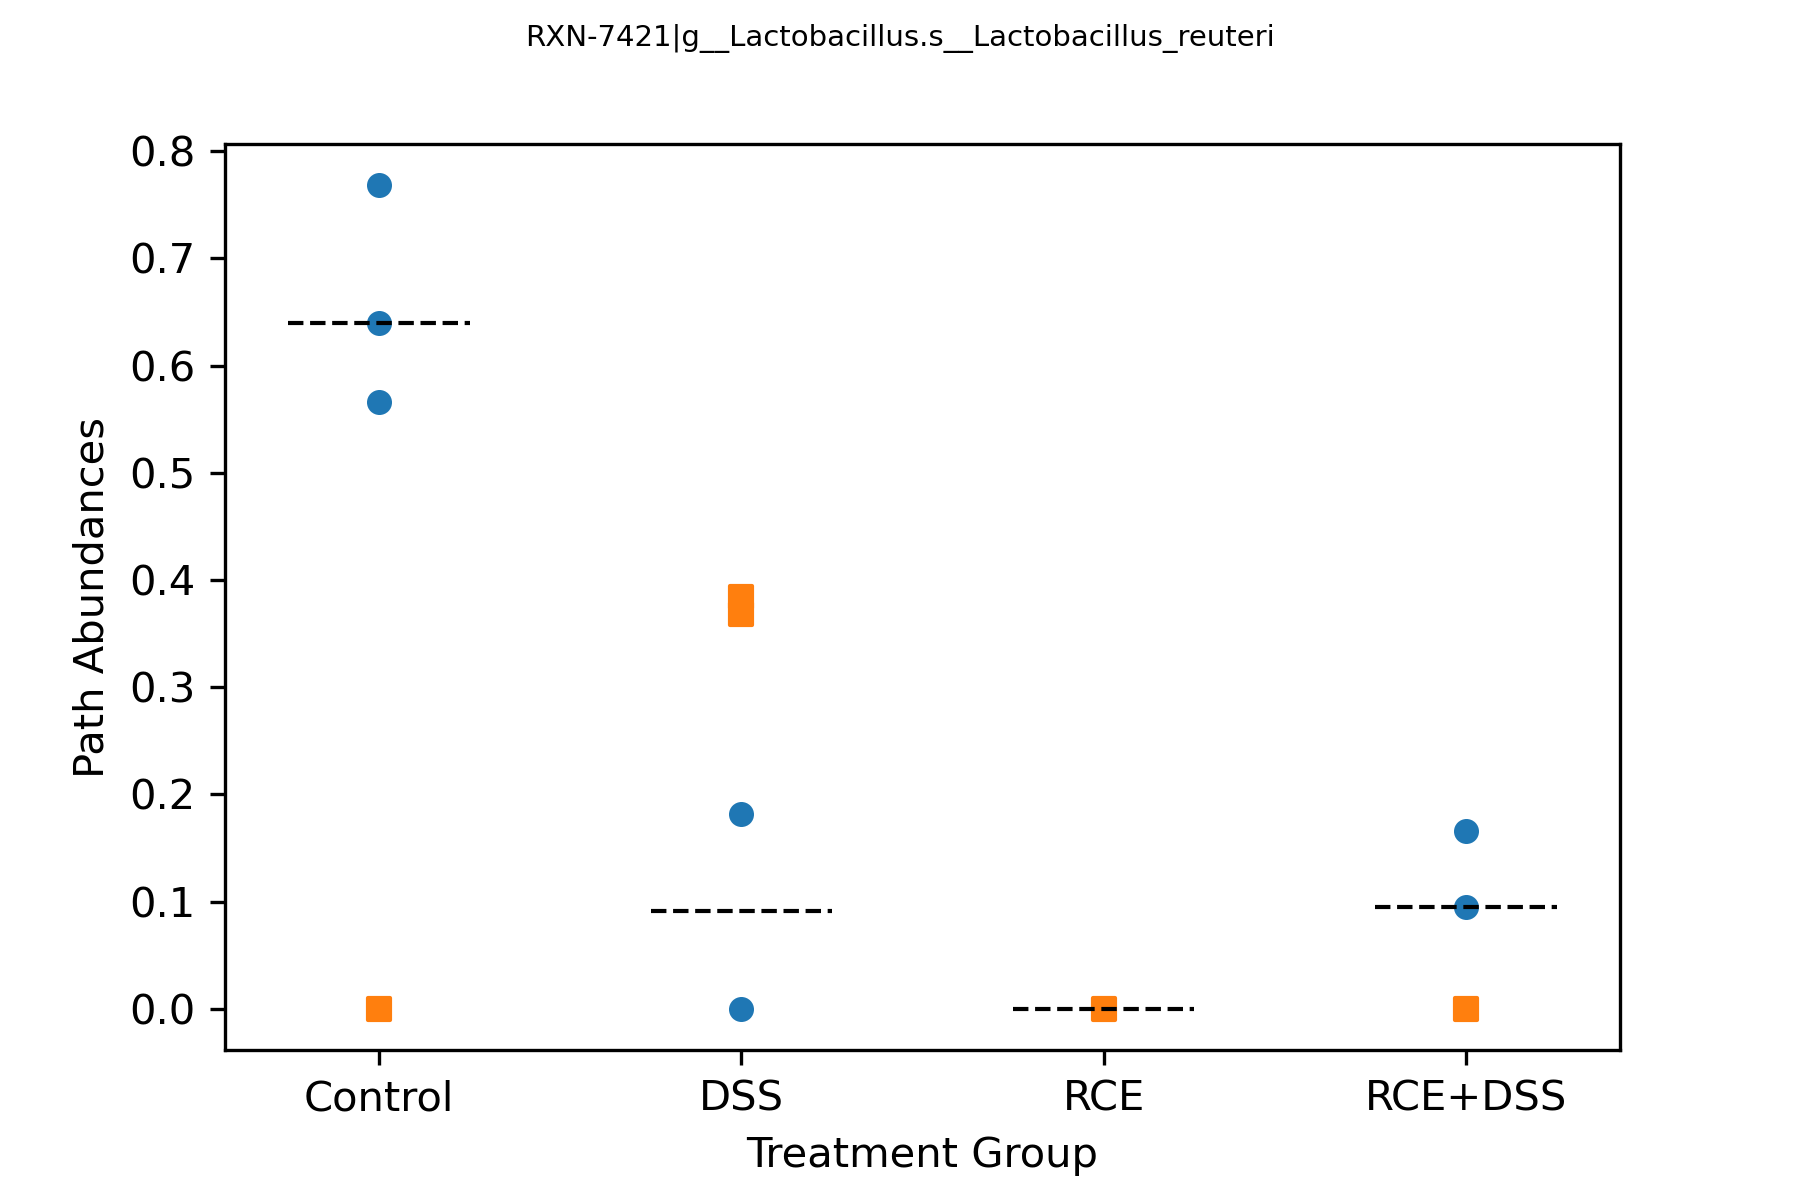 RXN-7421|g__Lactobacillus.s__Lactobacillus_reuteri
0.8
0.7
0.6
0.5
0.4
0.3
0.2
0.1
0.0
Path Abundances
Control DSS RCE RCE+DSS
Treatment Group